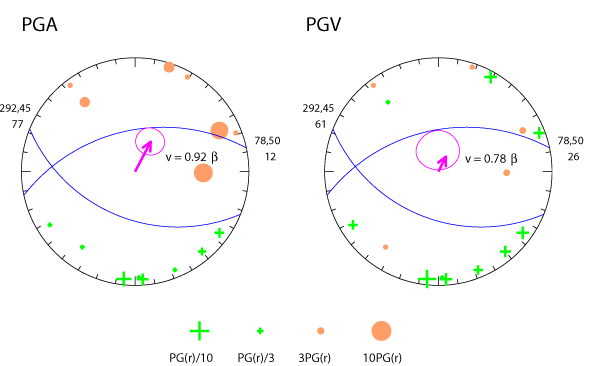 PGA
PGV
292,45
77
78,50
12
v = 0.92 β
292,45
61
78,50
26
v = 0.78 β
PG(r)/10
PG(r)/3
3PG(r)
10PG(r)